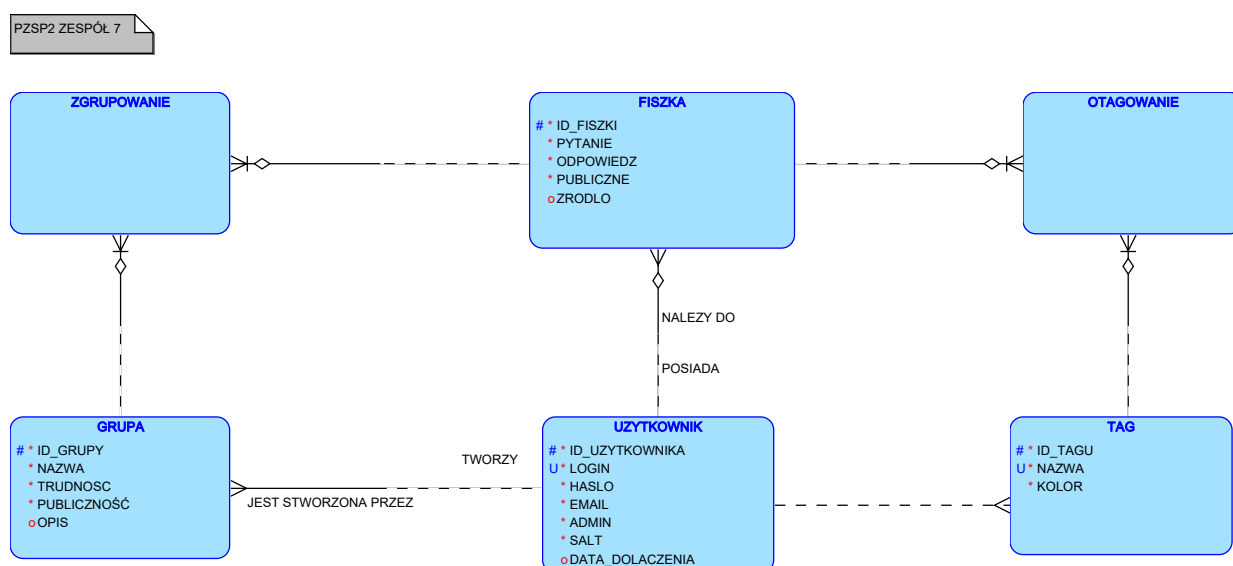 PZSP2 ZESPÓŁ 7
ZGRUPOWANIE
FISZKA
# * ID_FISZKI
* PYTANIE
* ODPOWIEDZ
* PUBLICZNE
o ZRODLO
OTAGOWANIE
NALEZY DO
POSIADA
GRUPA
# * ID_GRUPY
* NAZWA
* TRUDNOSC
* PUBLICZNOŚĆ
o OPIS
TWORZY
JEST STWORZONA PRZEZ
UZYTKOWNIK
# * ID_UZYTKOWNIKA
U * LOGIN
* HASLO
* EMAIL
* ADMIN
* SALT
o DATA_DOLACZENIA
TAG
# * ID_TAGU
U * NAZWA
* KOLOR